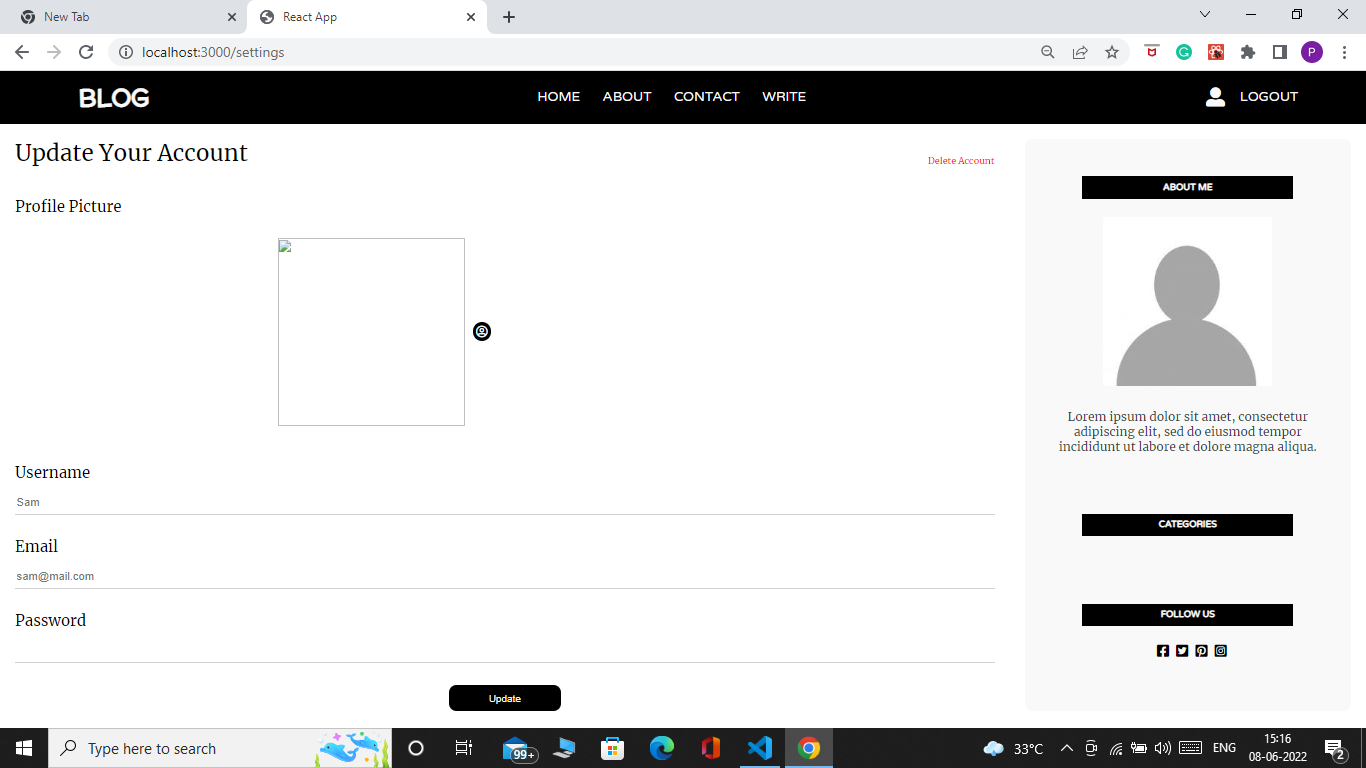 New Tab
React App
localhost:3000/settings
P
BLOG
HOME ABOUT CONTACT WRITE
LOGOUT
Update Your Account
Delete Account
Profile Picture
Username
Sam
Email
sam@mail.com
Password
Update
ABOUT ME
Lorem ipsum dolor sit amet, consectetur
adipiscing elit, sed do eiusmod tempor
incididunt ut labore et dolore magna aliqua.
CATEGORIES
FOLLOW US
Type here to search
99+
33°C
ENG
15:16
08-06-2022
2